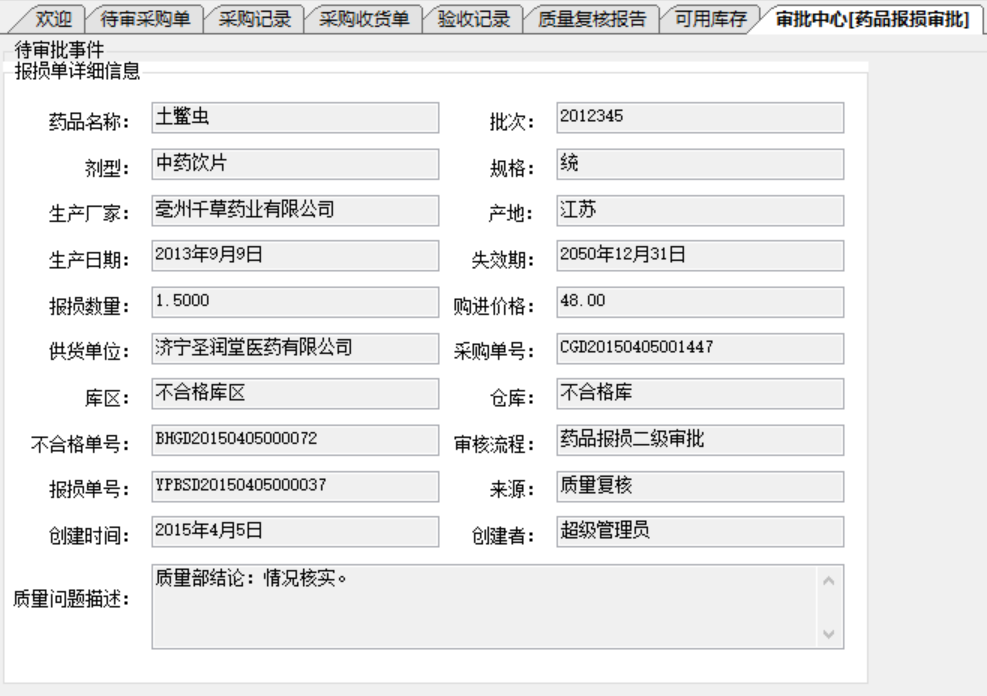 欢迎 待审采购单 采购记录 采购收货单 验收记录 质量复核报告 可用库存 审批中心[药品报损审批]
待审批事件
报损单详细信息
药品名称: 土鳖虫 批次: 2012345
剂型: 中药饮片 规格: 统
生产厂家: 亳州千草药业有限公司 产地: 江苏
生产日期: 2013年9月9日 失效期: 2050年12月31日
报损数量: 1.5000 购进价格: 48.00
供货单位: 济宁圣润堂医药有限公司 采购单号: CGD20150405001447
库区: 不合格库区 仓库: 不合格库
不合格单号: BHGD20150405000072 审核流程: 药品报损二级审批
报损单号: YPBSD20150405000037 来源: 质量复核
创建时间: 2015年4月5日 创建者: 超级管理员
质量问题描述: 质量部结论: 情况核实。